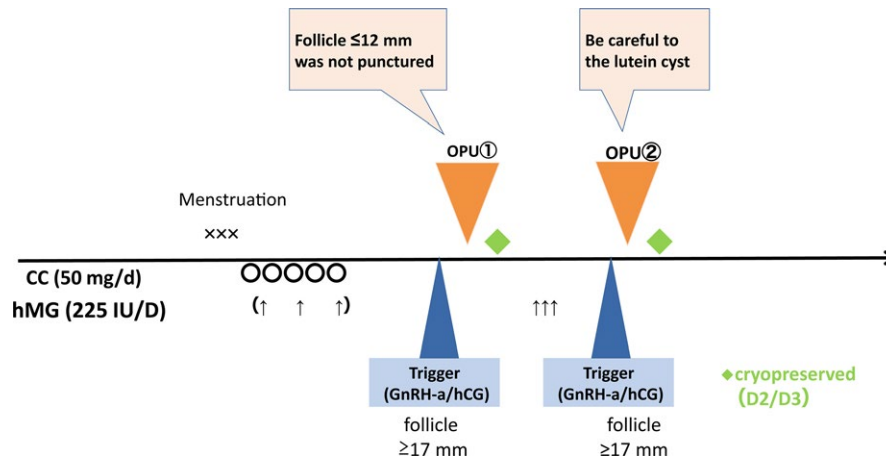 Follicle ≤12 mm
was not punctured
Be careful to
the lutein cyst
OPU①
OPU②
Menstruation
×××
CC (50 mg/d)
hMG (225 IU/D)
(↑ ↑ ↑)
↑↑↑
Trigger
(GnRH-a/hCG)
Trigger
(GnRH-a/hCG)
follicle
≥17 mm
follicle
≥17 mm
◆cryopreserved
(D2/D3)